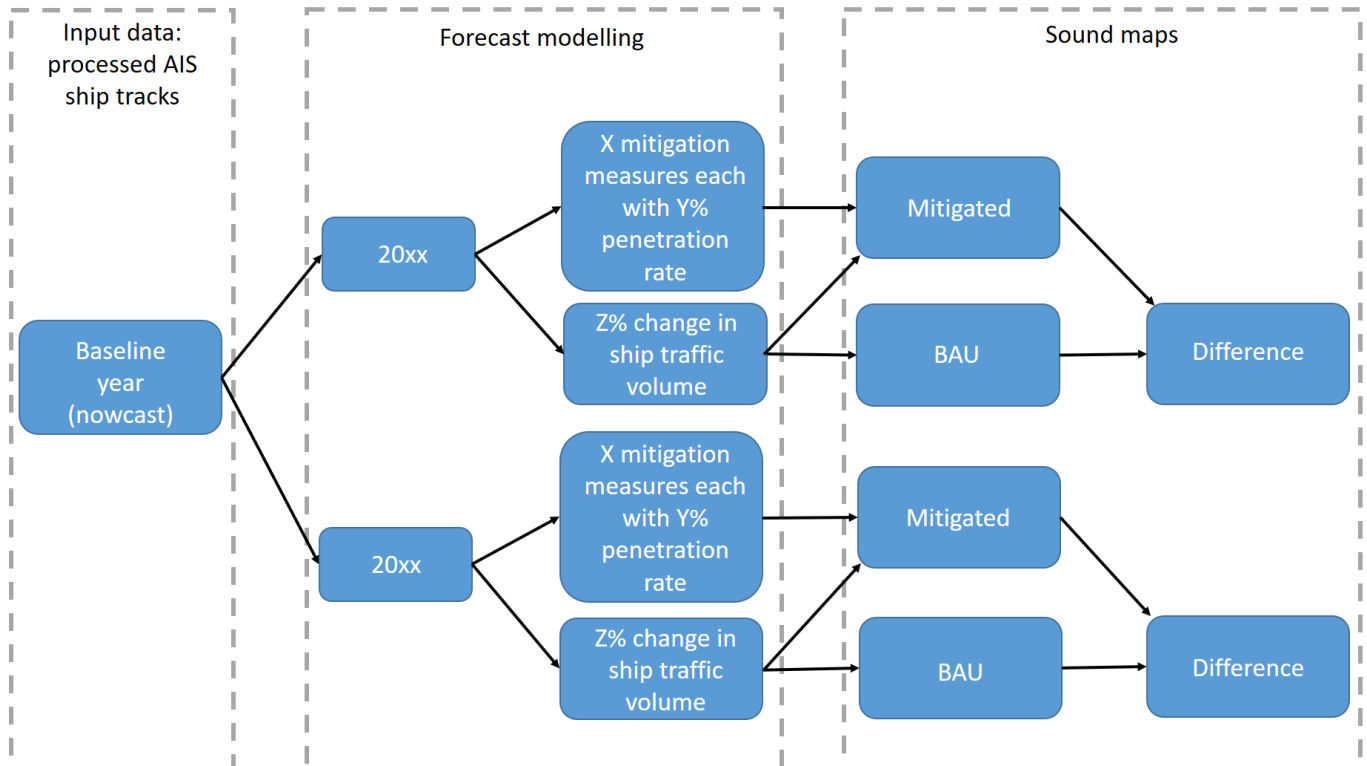 Input data:
processed AIS
ship tracks
Forecast modelling
Sound maps
Baseline
year
(nowcast)
20xx
X mitigation
measures each
with Y%
penetration
rate
Z% change in
ship traffic
volume
Mitigated
BAU
Difference
20xx
X mitigation
measures each
with Y%
penetration
rate
Z% change in
ship traffic
volume
Mitigated
BAU
Difference